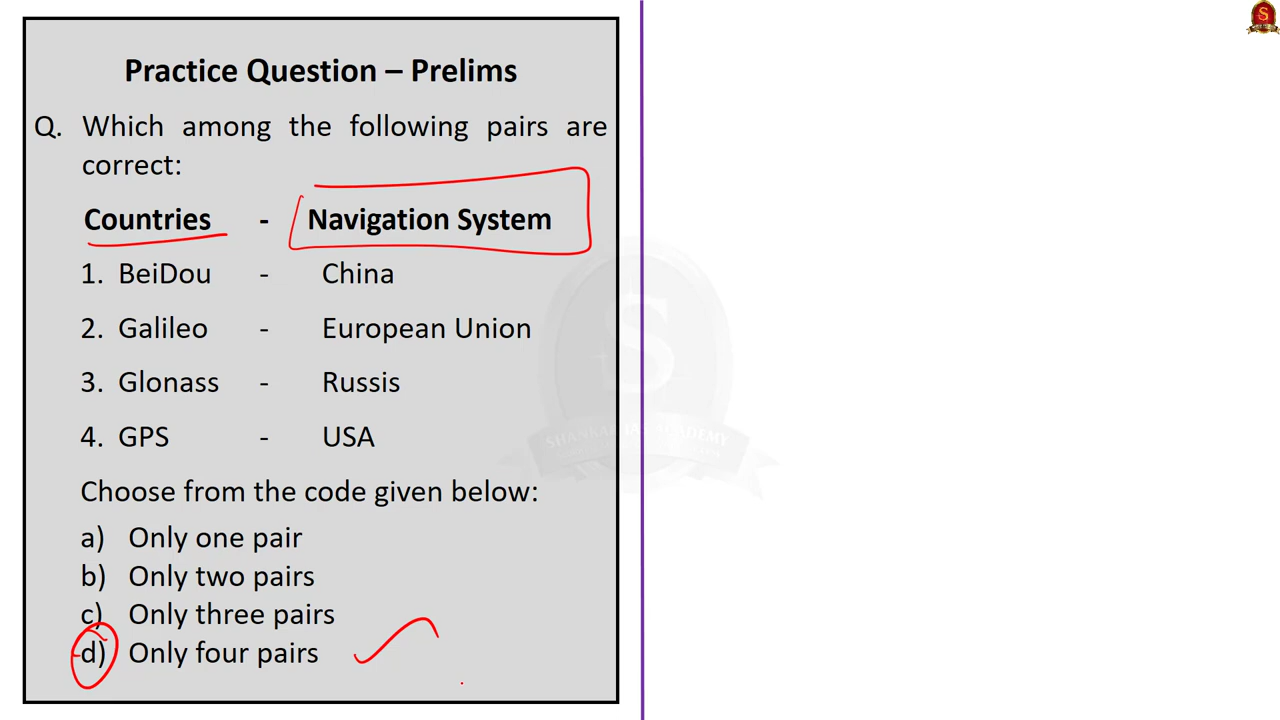 Practice Question – Prelims
Q. Which among the following pairs are
correct:
Countries - Navigation System
1. BeiDou - China
2. Galileo - European Union
3. Glonass - Russis
4. GPS - USA
Choose from the code given below:
a) Only one pair
b) Only two pairs
c) Only three pairs
d) Only four pairs